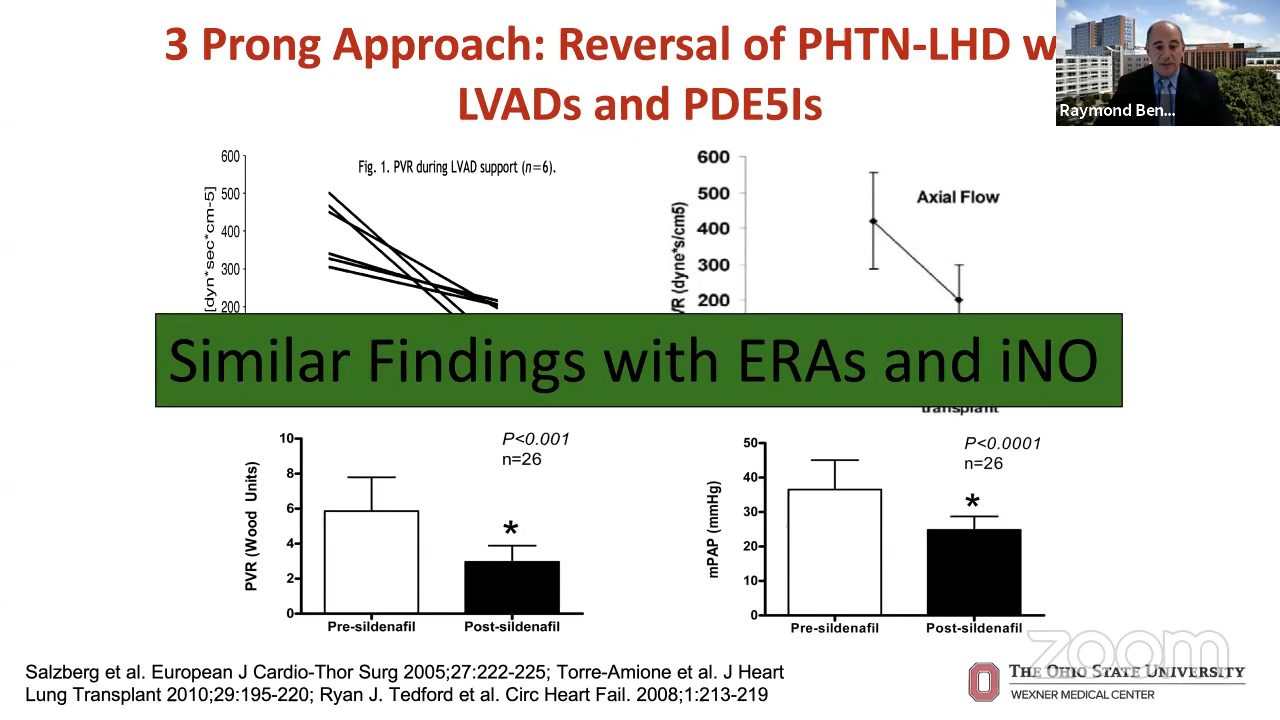 3 Prong Approach: Reversal of PHTN-LHD w
LVADs and PDE5Is
Raymond Ben...
Fig. 1. PVR during LVAD support (n=6).
[dyn*sec*cm-5]
600
500
400
300
200
VR (dyne*s/cm5)
600
500
400
300
200
Axial Flow
Similar Findings with ERAs and iNO
transplant
PVR (Wood Units)
10
8
6
4
2
0
P<0.001
n=26
*
Pre-sildenafil
Post-sildenafil
mPAP (mmHg)
50
40
30
20
10
0
P<0.0001
n=26
*
Pre-sildenafil
Post-sildenafil
zoom
Salzberg et al. European J Cardio-Thor Surg 2005;27:222-225; Torre-Amione et al. J Heart
Lung Transplant 2010;29:195-220; Ryan J. Tedford et al. Circ Heart Fail. 2008;1:213-219
THE OHIO STATE UNIVERSITY
WEXNER MEDICAL CENTER